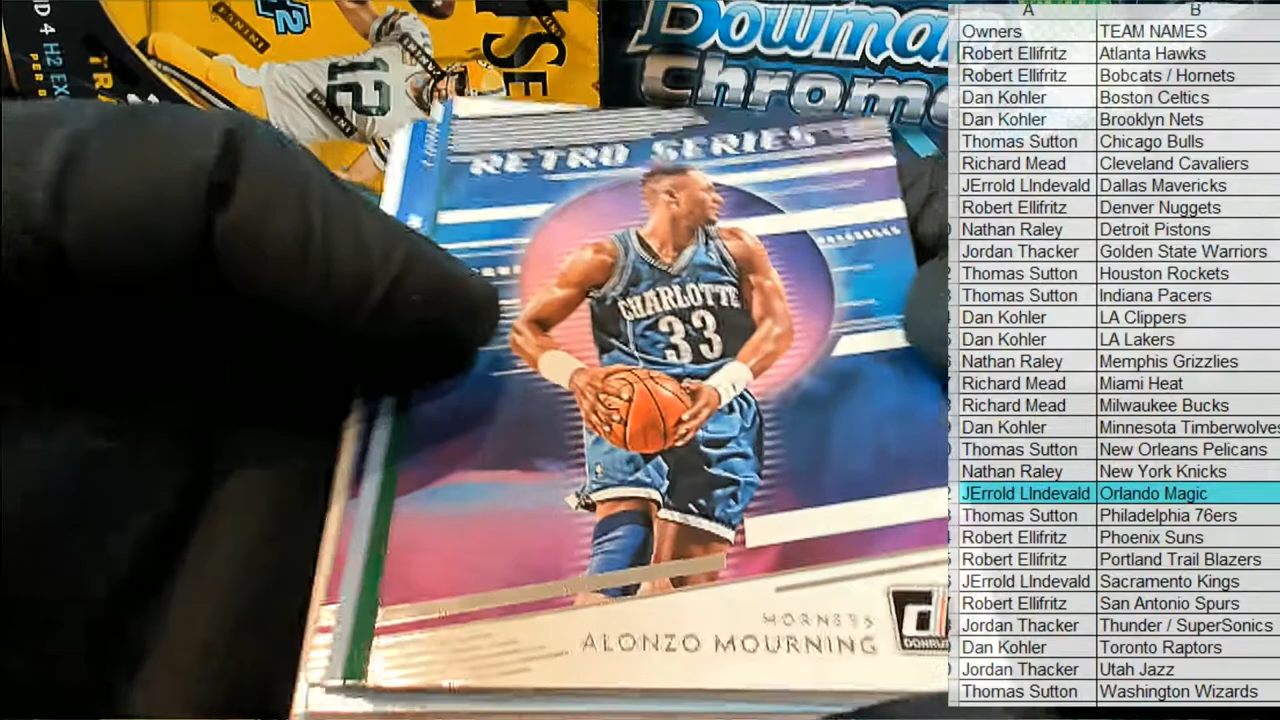 PANINI
12
Bowma
Chrome
RETRO SERIES
CHARLOTTE
33
HORNETS
ALONZO MOURNING
DONRUSS
A B
Owners TEAM NAMES
Robert Ellifritz Atlanta Hawks
Robert Ellifritz Bobcats / Hornets
Dan Kohler Boston Celtics
Dan Kohler Brooklyn Nets
Thomas Sutton Chicago Bulls
Richard Mead Cleveland Cavaliers
JErrold LIndevald Dallas Mavericks
Robert Ellifritz Denver Nuggets
Nathan Raley Detroit Pistons
Jordan Thacker Golden State Warriors
Thomas Sutton Houston Rockets
Thomas Sutton Indiana Pacers
Dan Kohler LA Clippers
Dan Kohler LA Lakers
Nathan Raley Memphis Grizzlies
Richard Mead Miami Heat
Richard Mead Milwaukee Bucks
Dan Kohler Minnesota Timberwolves
Thomas Sutton New Orleans Pelicans
Nathan Raley New York Knicks
JErrold LIndevald Orlando Magic
Thomas Sutton Philadelphia 76ers
Robert Ellifritz Phoenix Suns
Robert Ellifritz Portland Trail Blazers
JErrold LIndevald Sacramento Kings
Robert Ellifritz San Antonio Spurs
Jordan Thacker Thunder / SuperSonics
Dan Kohler Toronto Raptors
Jordan Thacker Utah Jazz
Thomas Sutton Washington Wizards